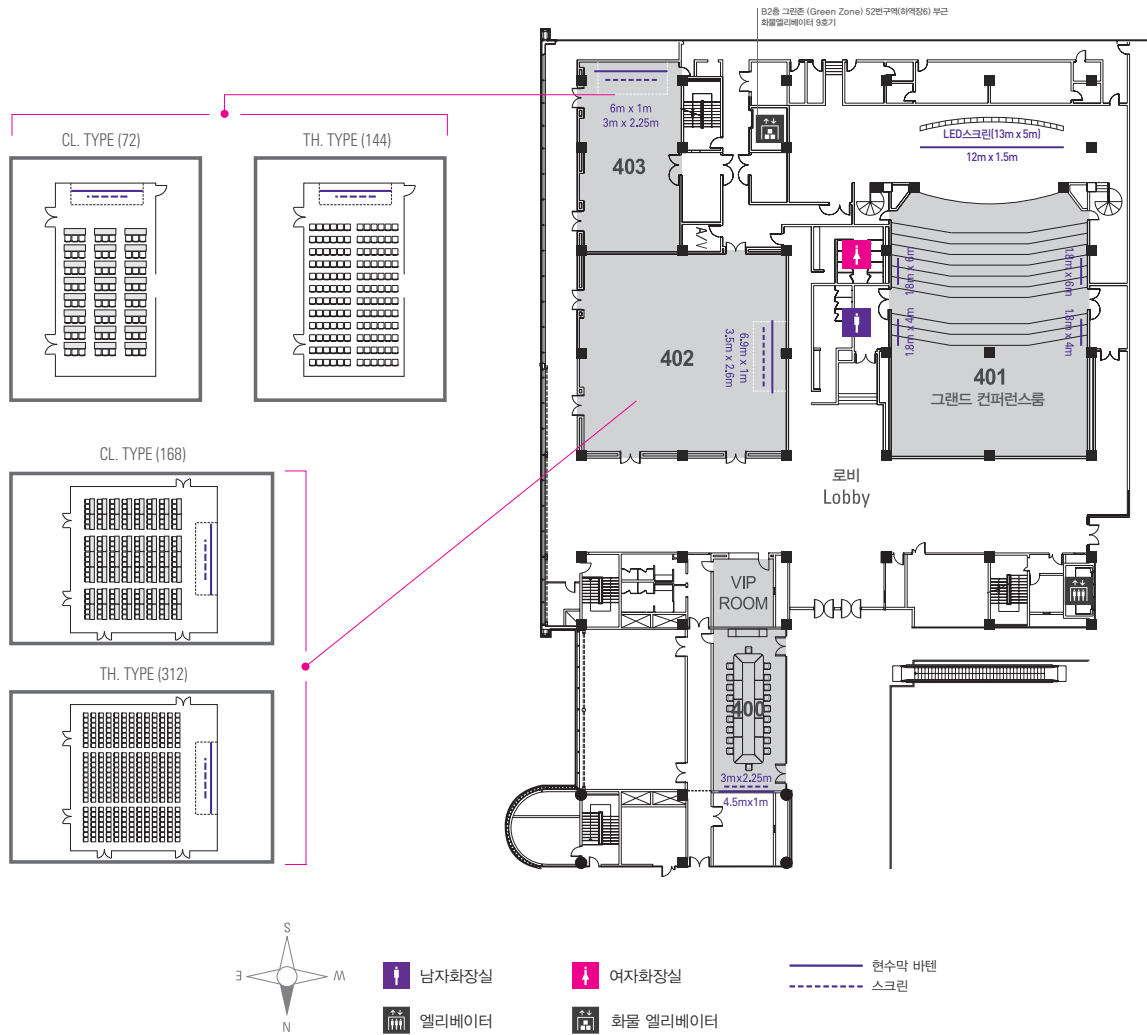 B2층 그린존 (Green Zone) 52번구역(하역장6) 부근
화물엘리베이터 9호기
CL. TYPE (72)
TH. TYPE (144)
6m x 1m
3m x 2.25m
403
A/V
LED스크린(13m x 5m)
12m x 1.5m
1.8m x 6m
1.8m x 6m
1.8m x 4m
1.8m x 4m
402
6.9m x 1m
3.5m x 2.6m
401
그랜드 컨퍼런스룸
CL. TYPE (168)
로비
Lobby
VIP
ROOM
TH. TYPE (312)
400
3mx2.25m
4.5mx1m
S
E
W
N
남자화장실
여자화장실
현수막 바텐
스크린
엘리베이터
화물 엘리베이터